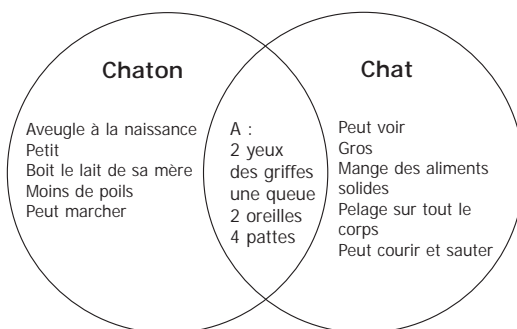 Chaton
Aveugle à la naissance
Petit
Boit le lait de sa mère
Moins de poils
Peut marcher
A :
2 yeux
des griffes
une queue
2 oreilles
4 pattes
Chat
Peut voir
Gros
Mange des aliments
solides
Pelage sur tout le
corps
Peut courir et sauter